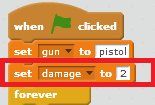 when clicked
set gun to pistol
set damage to 2
forever